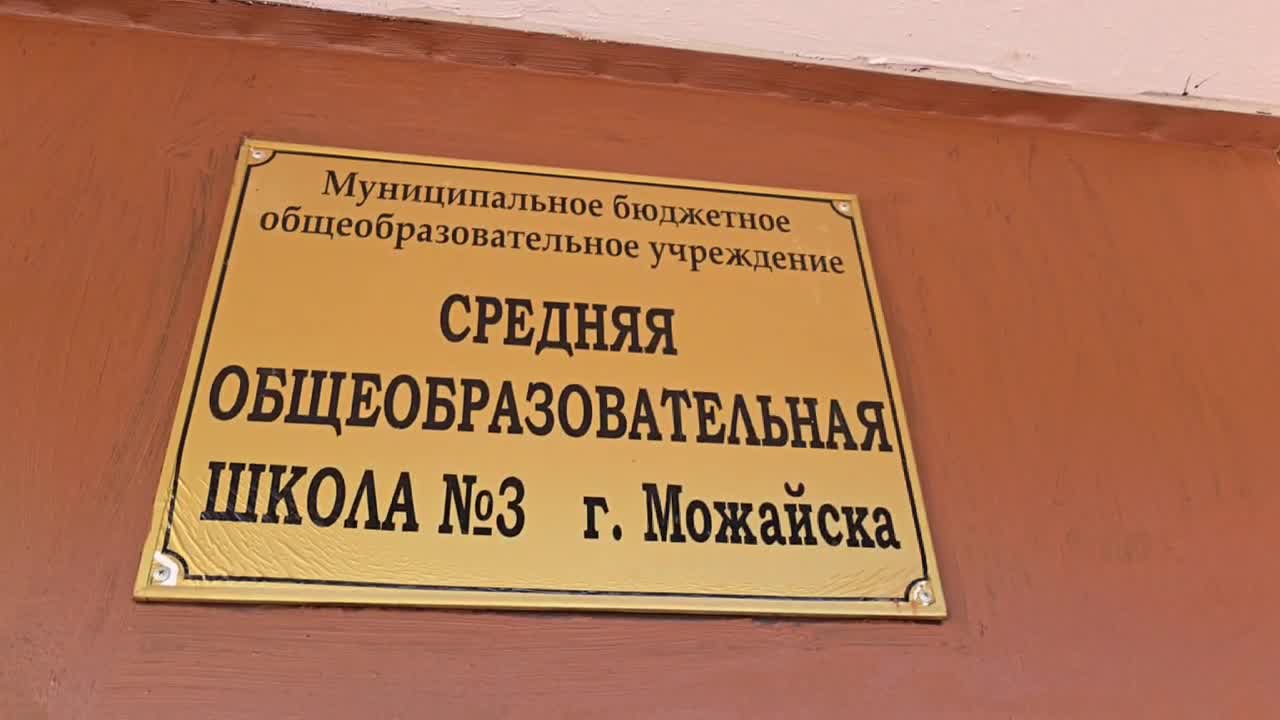 Муниципальное бюджетное
общеобразовательное учреждение
СРЕДНЯЯ
ОБЩЕОБРАЗОВАТЕЛЬНАЯ
ШКОЛА №3 г. Можайска